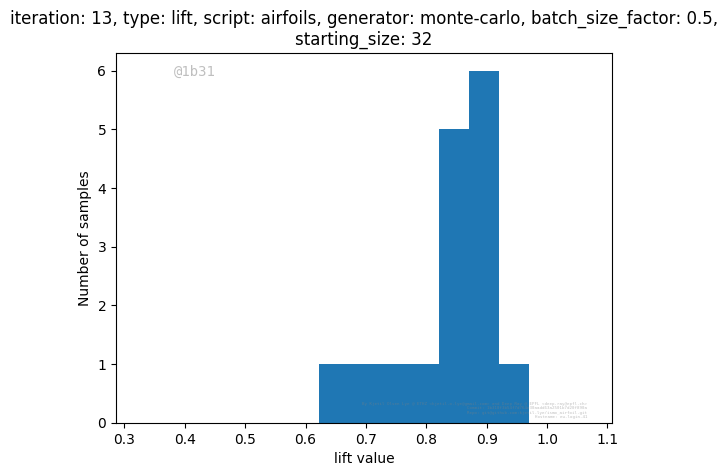 iteration: 13, type: lift, script: airfoils, generator: monte-carlo, batch_size_factor: 0.5,
starting_size: 32
@1b31
6
5
4
3
2
1
0
Number of samples
0.3 0.4 0.5 0.6 0.7 0.8 0.9 1.0 1.1
lift value